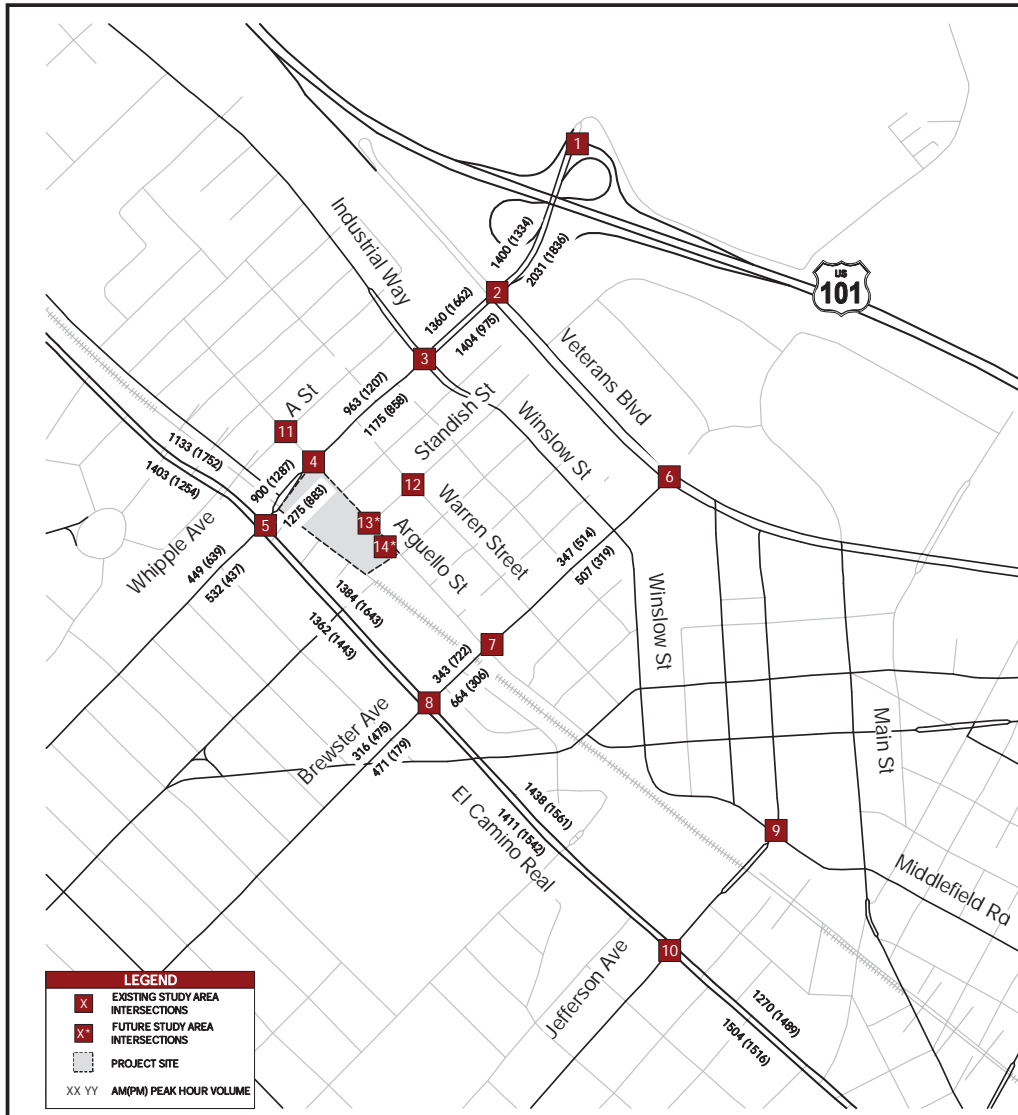 1
1400 (1334)
2031 (1836)
US
101
Industrial Way
2
1360 (1662)
1404 (975)
Veterans Blvd
3
963 (1207)
1175 (858)
A St
Standish St
Winslow St
11
1133 (1752)
1403 (1254)
4
900 (1287)
1275 (883)
12
6
5
13*
14*
Whipple Ave
Arguello St
Warren Street
449 (639)
532 (437)
347 (514)
507 (319)
1384 (1643)
1362 (1443)
Winslow St
7
343 (722)
664 (306)
8
Brewster Ave
316 (475)
471 (179)
Main St
1438 (1561)
1411 (1542)
El Camino Real
9
Middlefield Rd
10
Jefferson Ave
1270 (1489)
1504 (1516)
LEGEND
X EXISTING STUDY AREA
INTERSECTIONS
X* FUTURE STUDY AREA
INTERSECTIONS
PROJECT SITE
XX YY AM(PM) PEAK HOUR VOLUME